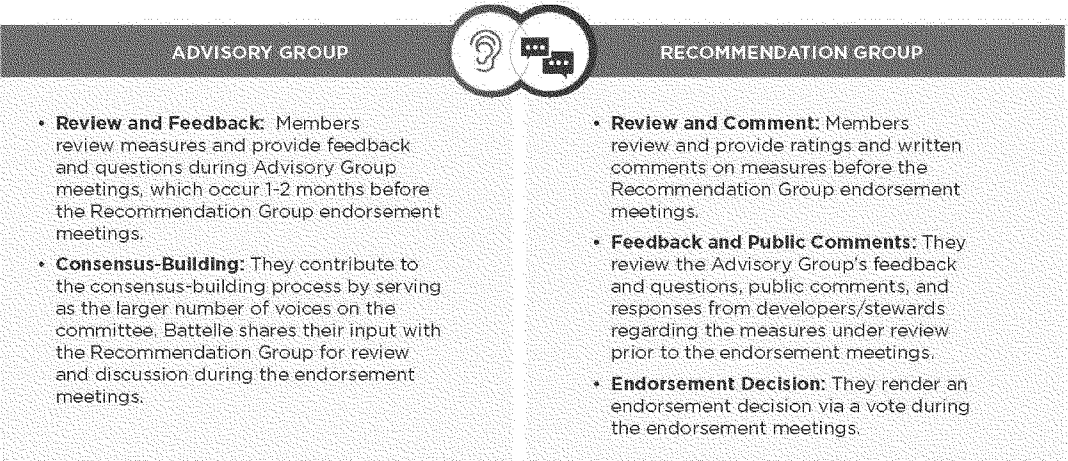 ADVISORY GROUP
• Review and Feedback: Members
review measures and provide feedback
and questions during Advisory Group
meetings, which occur 1-2 months before
the Recommendation Group endorsement
meetings.
• Consensus-Building: They contribute to
the consensus-building process by serving
as the larger number of voices on the
committee. Battelle shares their input with
the Recommendation Group for review
and discussion during the endorsement
meetings.
RECOMMENDATION GROUP
• Review and Comment: Members
review and provide ratings and written
comments on measures before the
Recommendation Group endorsement
meetings.
• Feedback and Public Comments: They
review the Advisory Group's feedback
and questions, public comments, and
responses from developers/stewards
regarding the measures under review
prior to the endorsement meetings.
• Endorsement Decision: They render an
endorsement decision via a vote during
the endorsement meetings.